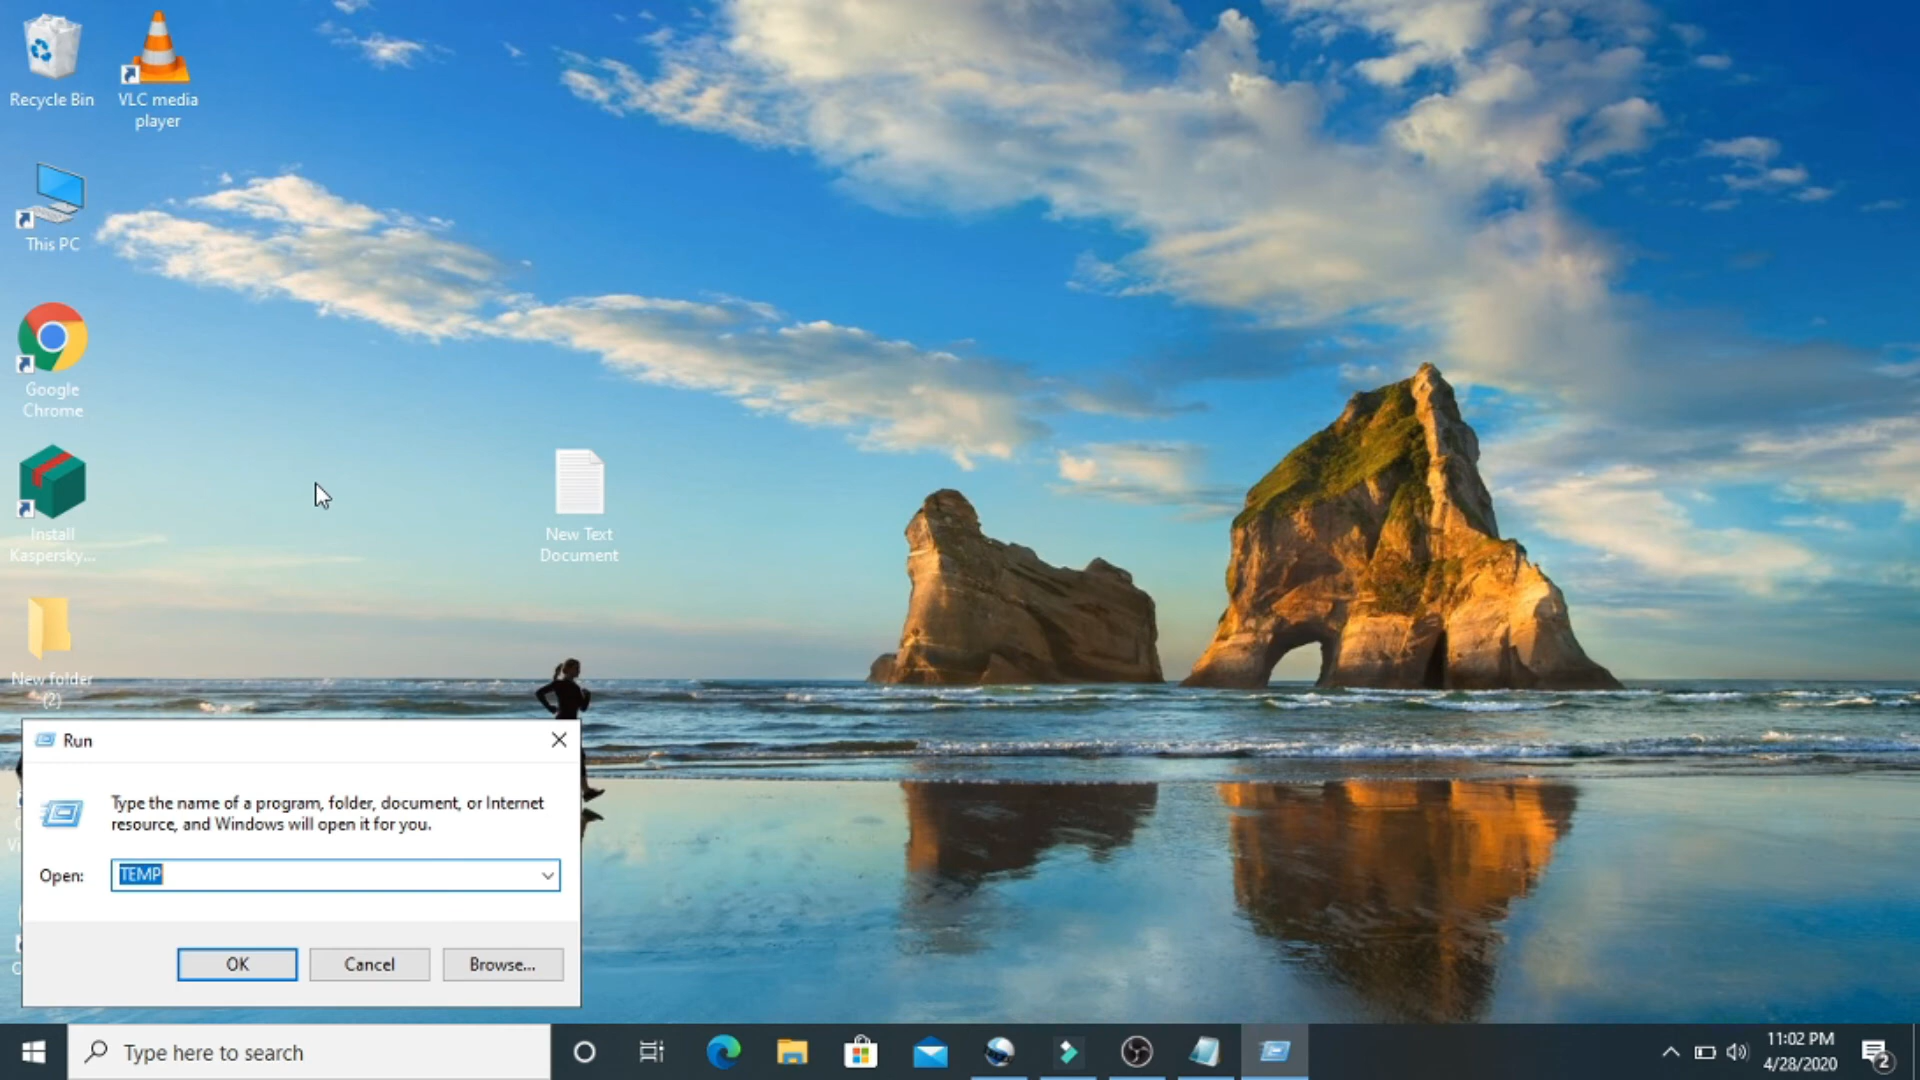 Recycle Bin
VLC media
player
This PC
Google
Chrome
Install
Kaspersky...
New Text
Document
New folder
(2)
Run
Type the name of a program, folder, document, or Internet
resource, and Windows will open it for you.
Open:
TEMP
OK
Cancel
Browse...
Type here to search
11:02 PM
4/28/2020
2